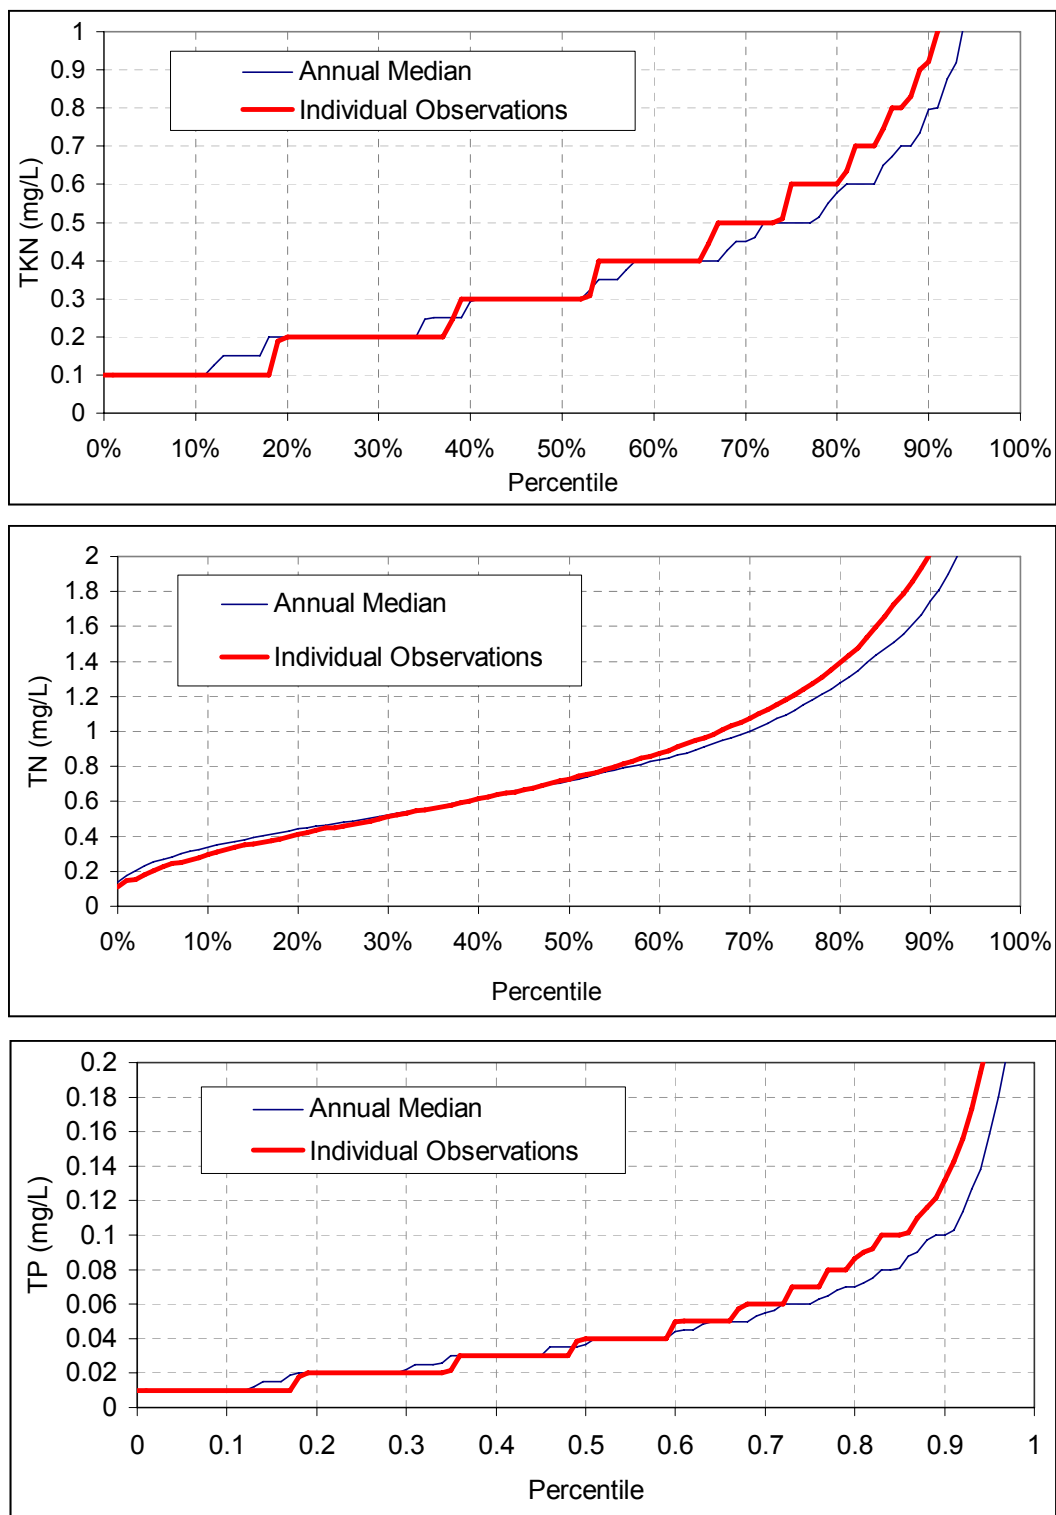 1
0.9
0.8
0.7
0.6
0.5
0.4
0.3
0.2
0.1
0
TKN (mg/L)
Annual Median
Individual Observations
0% 10% 20% 30% 40% 50% 60% 70% 80% 90% 100%
Percentile
2
1.8
1.6
1.4
1.2
1
0.8
0.6
0.4
0.2
0
TN (mg/L)
Annual Median
Individual Observations
0% 10% 20% 30% 40% 50% 60% 70% 80% 90% 100%
Percentile
0.2
0.18
0.16
0.14
0.12
0.1
0.08
0.06
0.04
0.02
0
TP (mg/L)
Annual Median
Individual Observations
0 0.1 0.2 0.3 0.4 0.5 0.6 0.7 0.8 0.9 1
Percentile